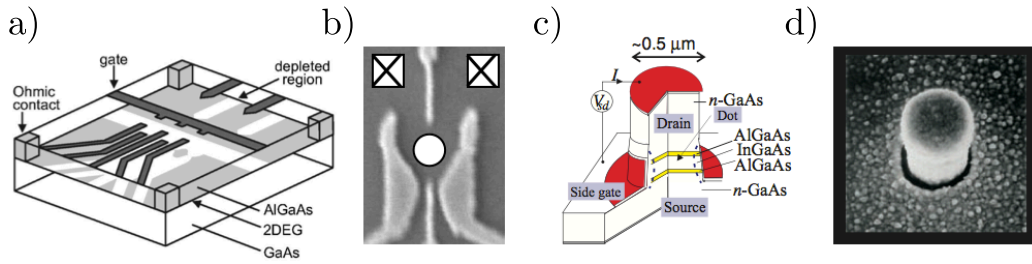 a)
gate
depleted
region
Ohmic
contact
AlGaAs
2DEG
GaAs
b)
c)
~0.5 μm
I
Vsd
n-GaAs
Drain
Dot
AlGaAs
InGaAs
AlGaAs
n-GaAs
Side gate
Source
d)